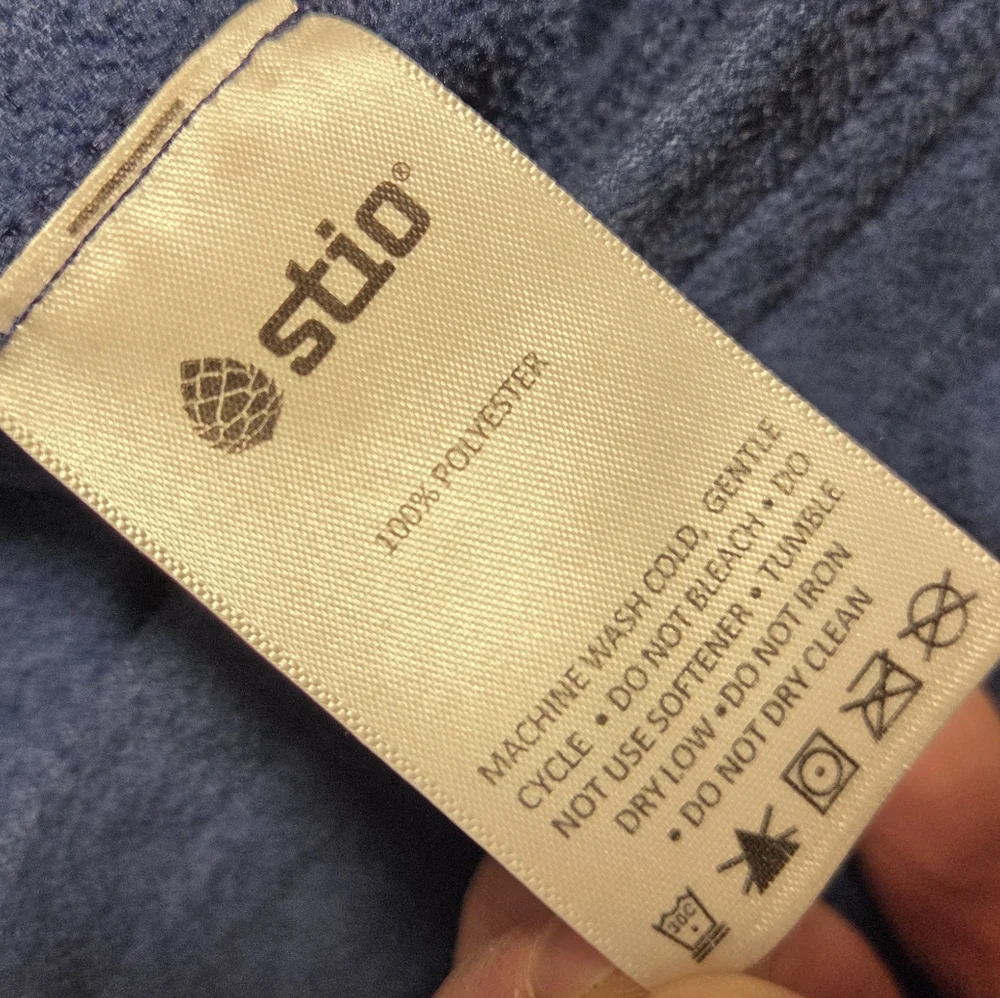 stio®
100% POLYESTER
MACHINE WASH COLD, GENTLE
CYCLE • DO NOT BLEACH • DO
NOT USE SOFTENER • TUMBLE
DRY LOW • DO NOT IRON
• DO NOT DRY CLEAN
30C